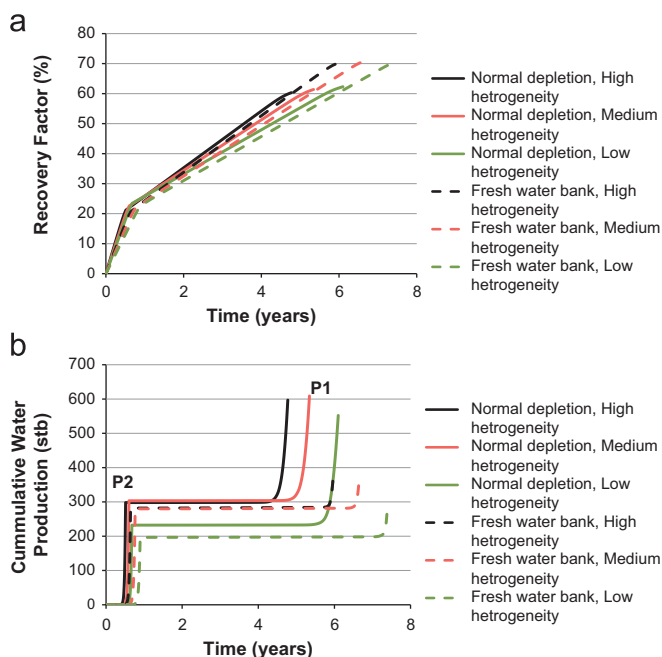 a
Recovery Factor (%)
80
70
60
50
40
30
20
10
0
0 2 4 6 8
Time (years)
Normal depletion, High
hetrogeneity
Normal depletion, Medium
hetrogeneity
Normal depletion, Low
hetrogeneity
Fresh water bank, High
hetrogeneity
Fresh water bank, Medium
hetrogeneity
Fresh water bank, Low
hetrogeneity
b
Cummulative Water
Production (stb)
700
600
500
400
300
200
100
0
P1
P2
0 2 4 6 8
Time (years)
Normal depletion, High
hetrogeneity
Normal depletion, Medium
hetrogeneity
Normal depletion, Low
hetrogeneity
Fresh water bank, High
hetrogeneity
Fresh water bank, Medium
hetrogeneity
Fresh water bank, Low
hetrogeneity